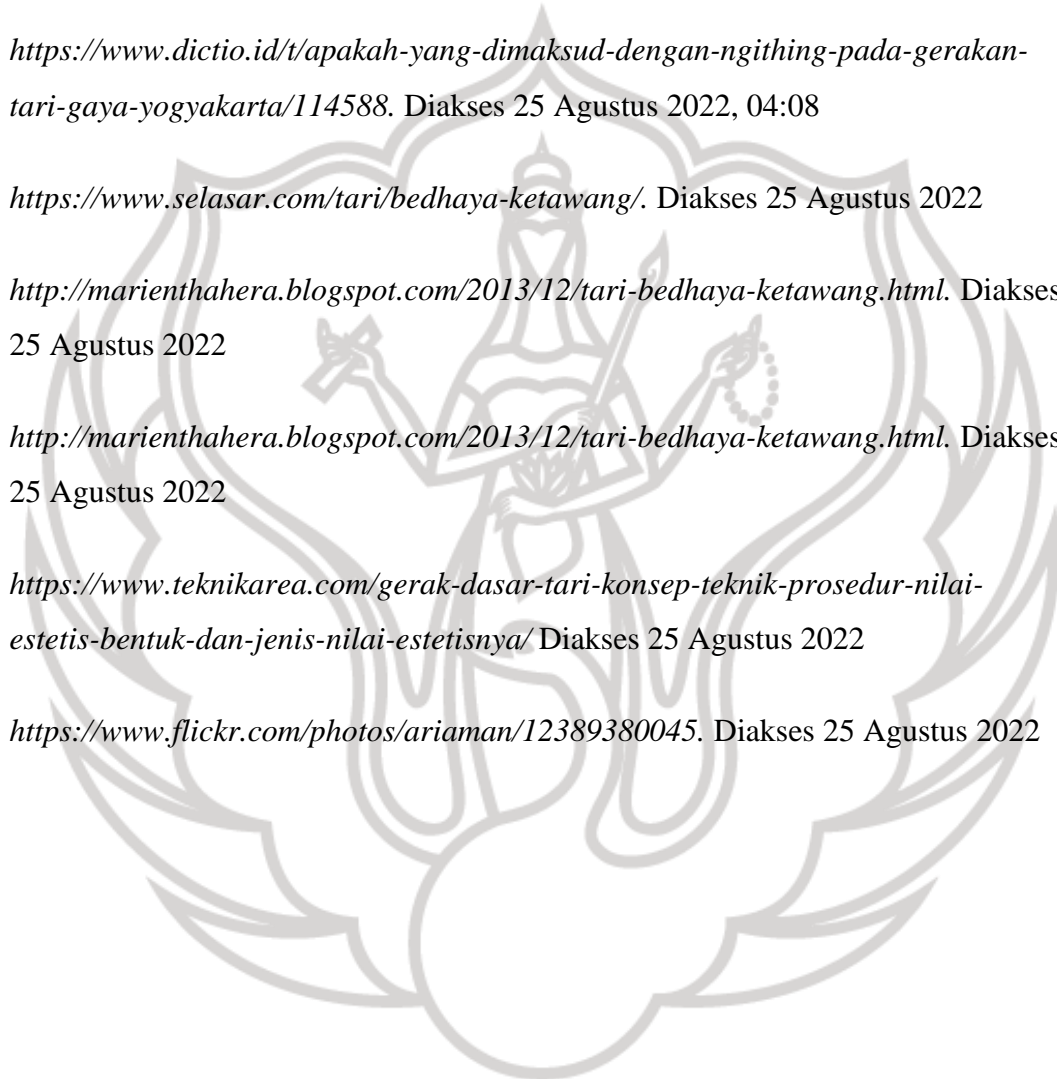 https://www.dictio.id/t/apakah-yang-dimaksud-dengan-ngithing-pada-gerakan-
tari-gaya-yogyakarta/114588. Diakses 25 Agustus 2022, 04:08
https://www.selasar.com/tari/bedhaya-ketawang/. Diakses 25 Agustus 2022
http://marienthahera.blogspot.com/2013/12/tari-bedhaya-ketawang.html. Diakses
25 Agustus 2022
http://marienthahera.blogspot.com/2013/12/tari-bedhaya-ketawang.html. Diakses
25 Agustus 2022
https://www.teknikarea.com/gerak-dasar-tari-konsep-teknik-prosedur-nilai-
estetis-bentuk-dan-jenis-nilai-estetisnya/ Diakses 25 Agustus 2022
https://www.flickr.com/photos/ariaman/12389380045. Diakses 25 Agustus 2022